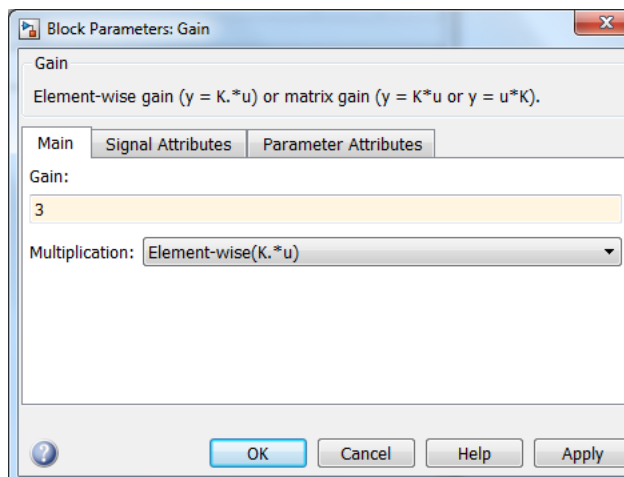 Block Parameters: Gain
Gain
Element-wise gain (y = K.*u) or matrix gain (y = K*u or y = u*K).
Main Signal Attributes Parameter Attributes
Gain:
3
Multiplication: Element-wise(K.*u)
OK Cancel Help Apply